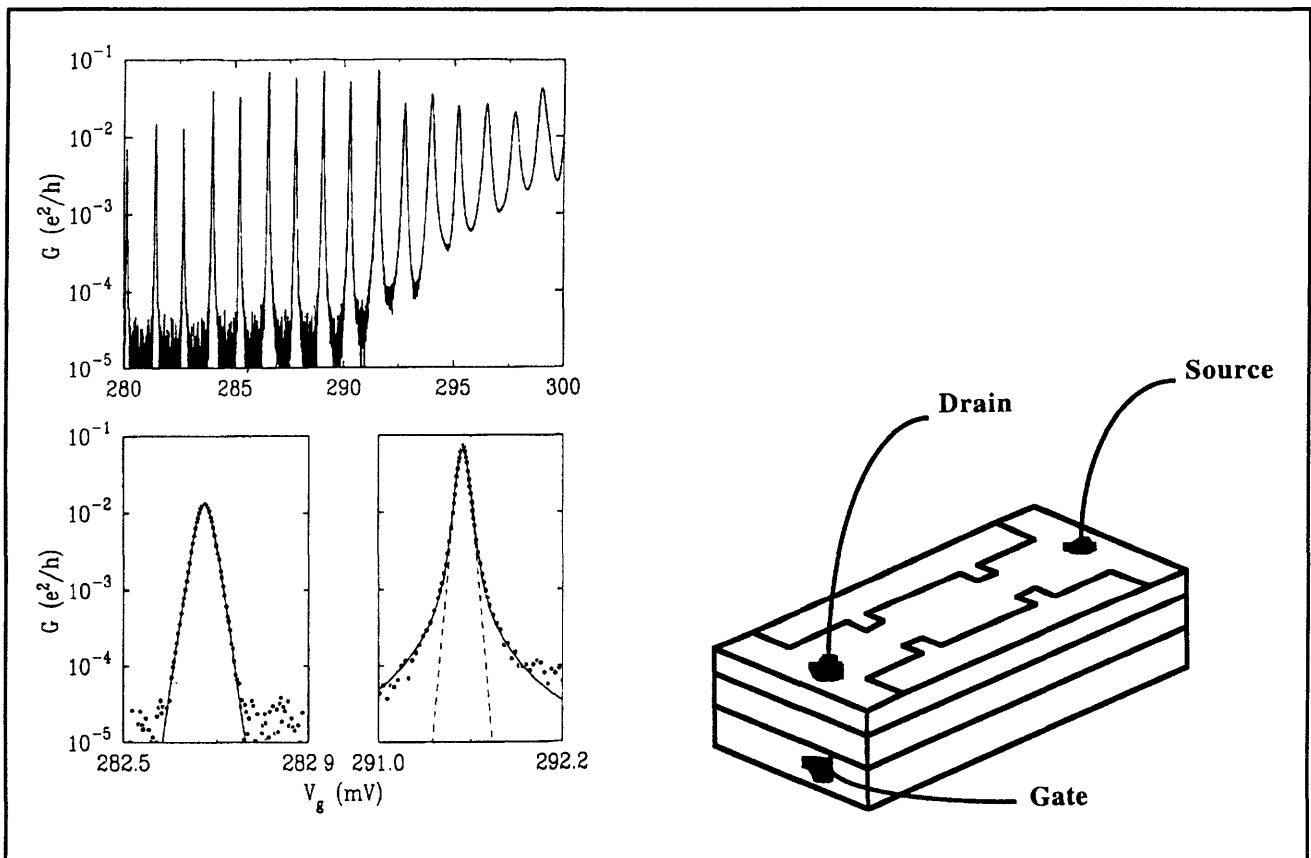 10⁻¹
10⁻²
10⁻³
10⁻⁴
10⁻⁵
G (e²/h)
280 285 290 295 300
10⁻¹
10⁻²
10⁻³
10⁻⁴
10⁻⁵
G (e²/h)
282.5 282 9 291.0 292.2
V_g (mV)
Source
Drain
Gate